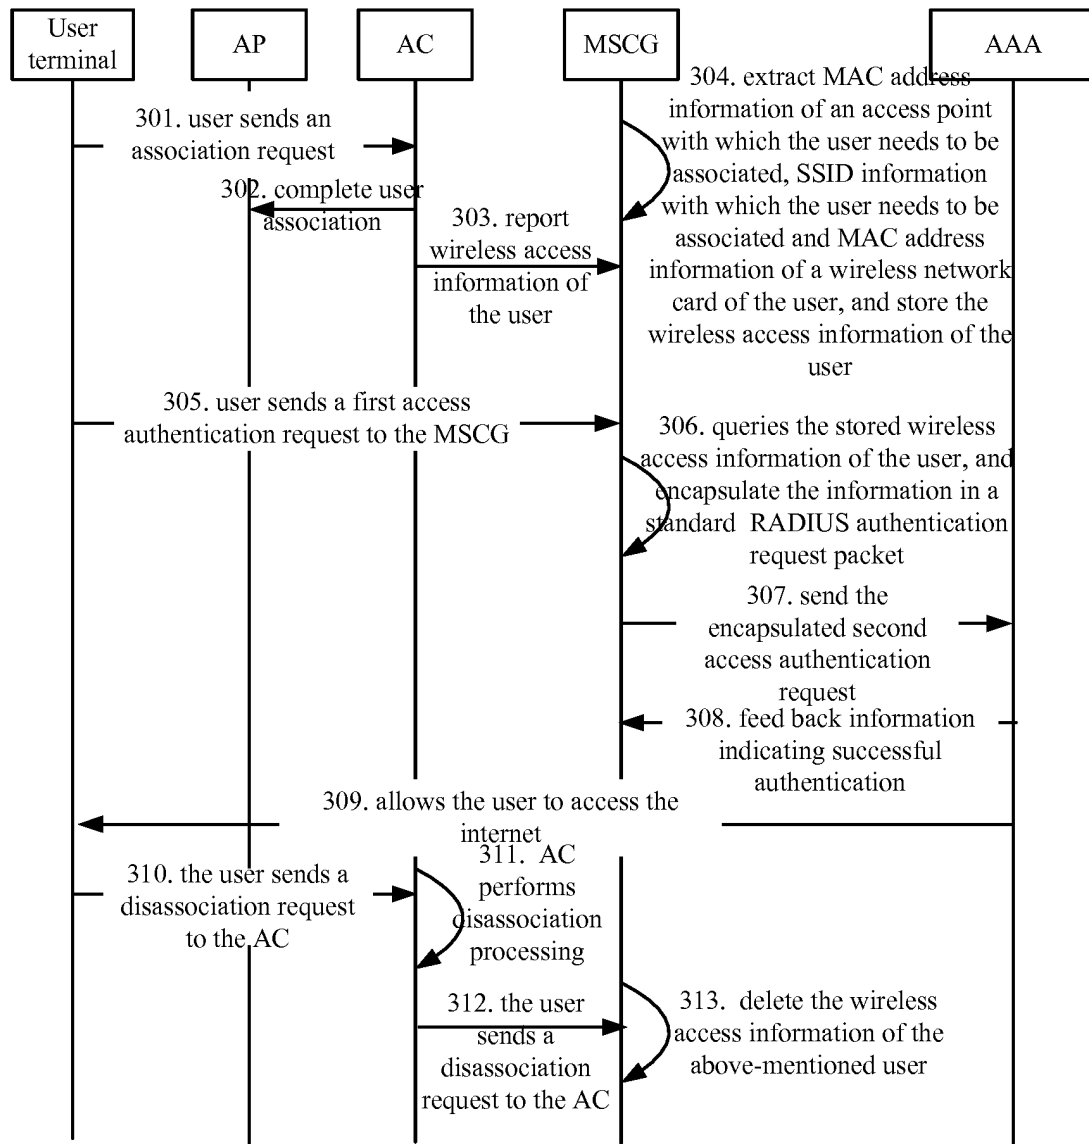 User
terminal
AP
AC
MSCG
AAA
301. user sends an
association request
302. complete user
association
303. report
wireless access
information of
the user
304. extract MAC address
information of an access point
with which the user needs to be
associated, SSID information
with which the user needs to be
associated and MAC address
information of a wireless network
card of the user, and store the
wireless access information of the
user
305. user sends a first access
authentication request to the MSCG
306. queries the stored wireless
access information of the user, and
encapsulate the information in a
standard RADIUS authentication
request packet
307. send the
encapsulated second
access authentication
request
308. feed back information
indicating successful
authentication
309. allows the user to access the
internet
310. the user sends a
disassociation request
to the AC
311. AC
performs
disassociation
processing
312. the user
sends a
disassociation
request to the AC
313. delete the wireless
access information of the
above-mentioned user